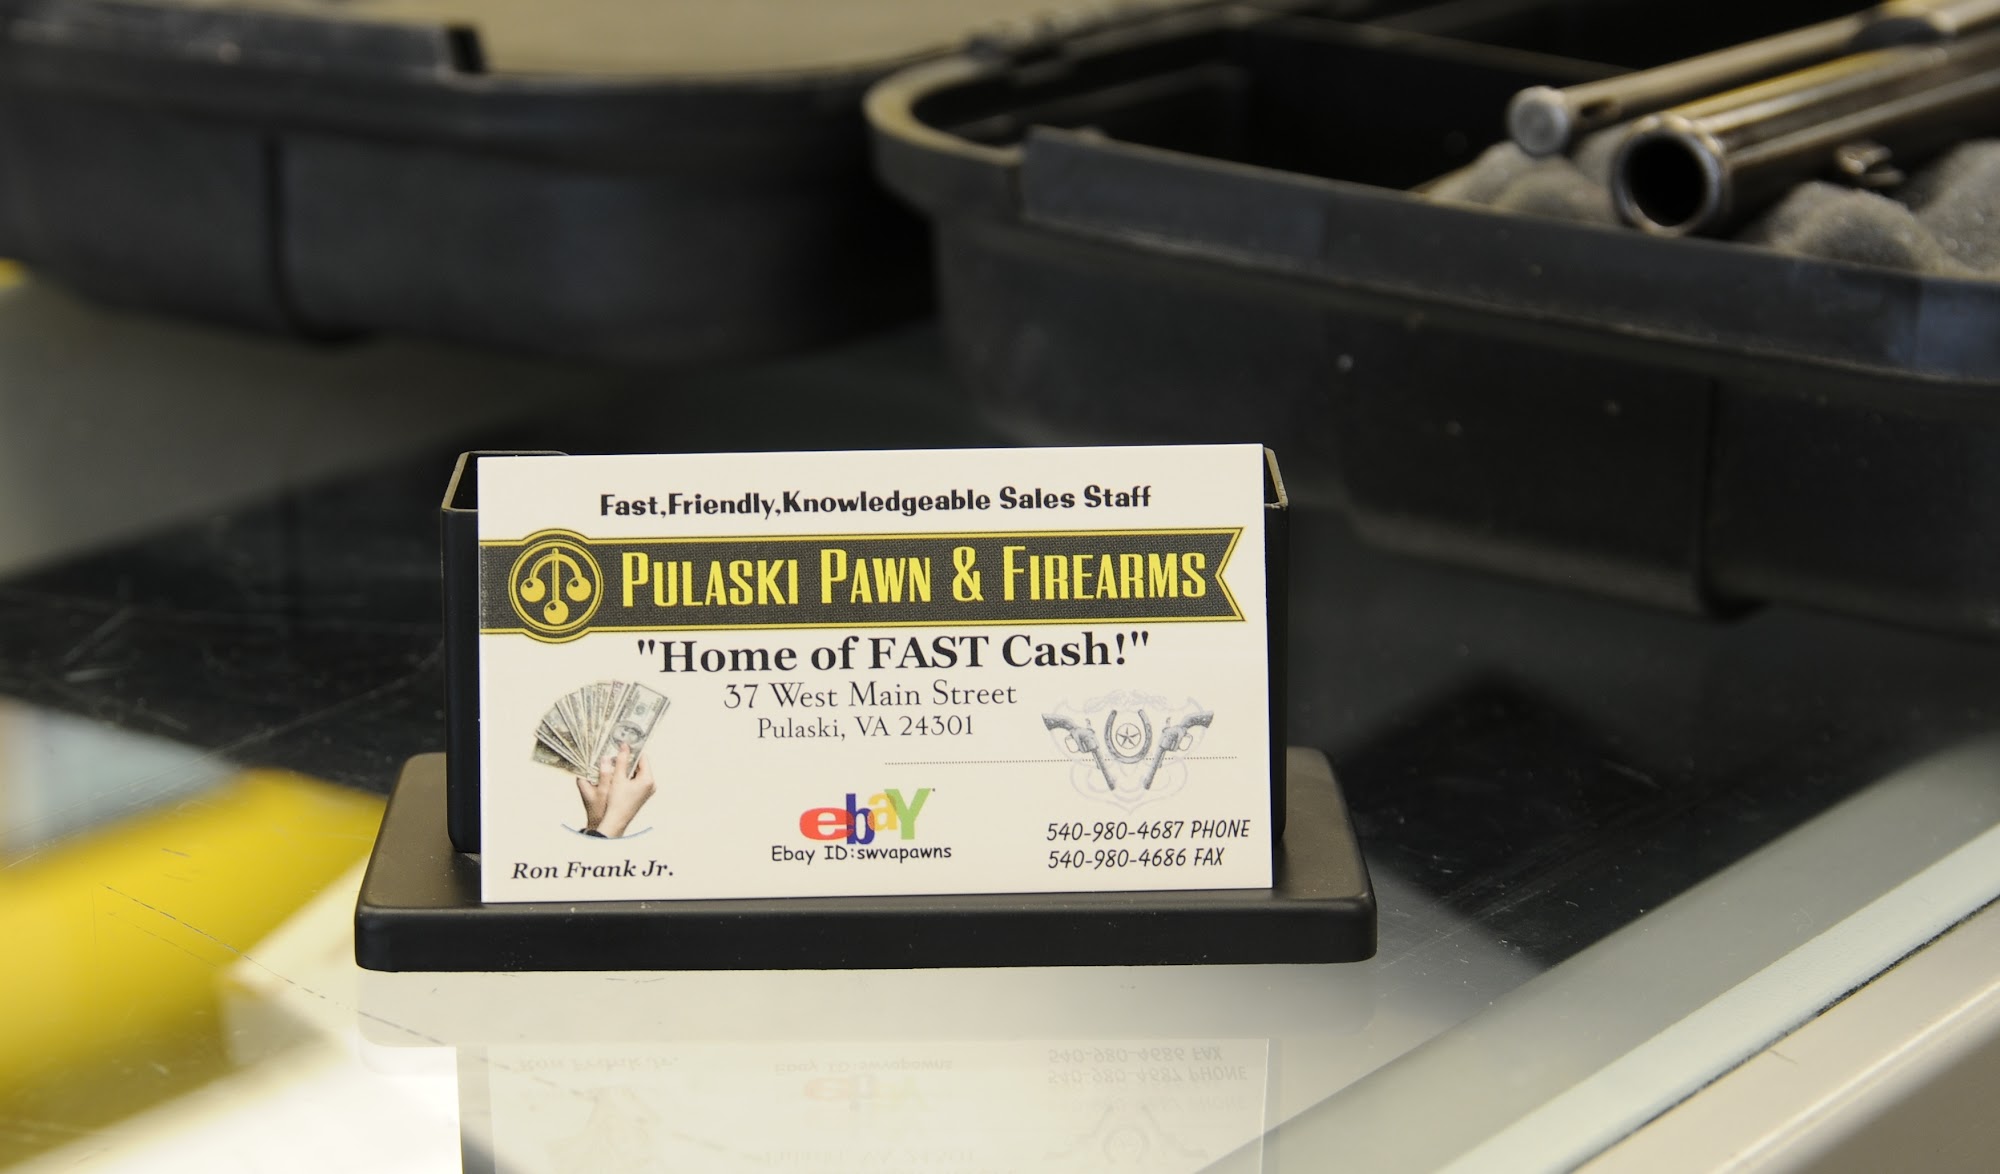 Fast,Friendly,Knowledgeable Sales Staff
PULASKI PAWN & FIREARMS
"Home of FAST Cash!"
37 West Main Street
Pulaski, VA 24301
ebaY
Ebay ID:swvapawns
Ron Frank Jr.
540-980-4687 PHONE
540-980-4686 FAX